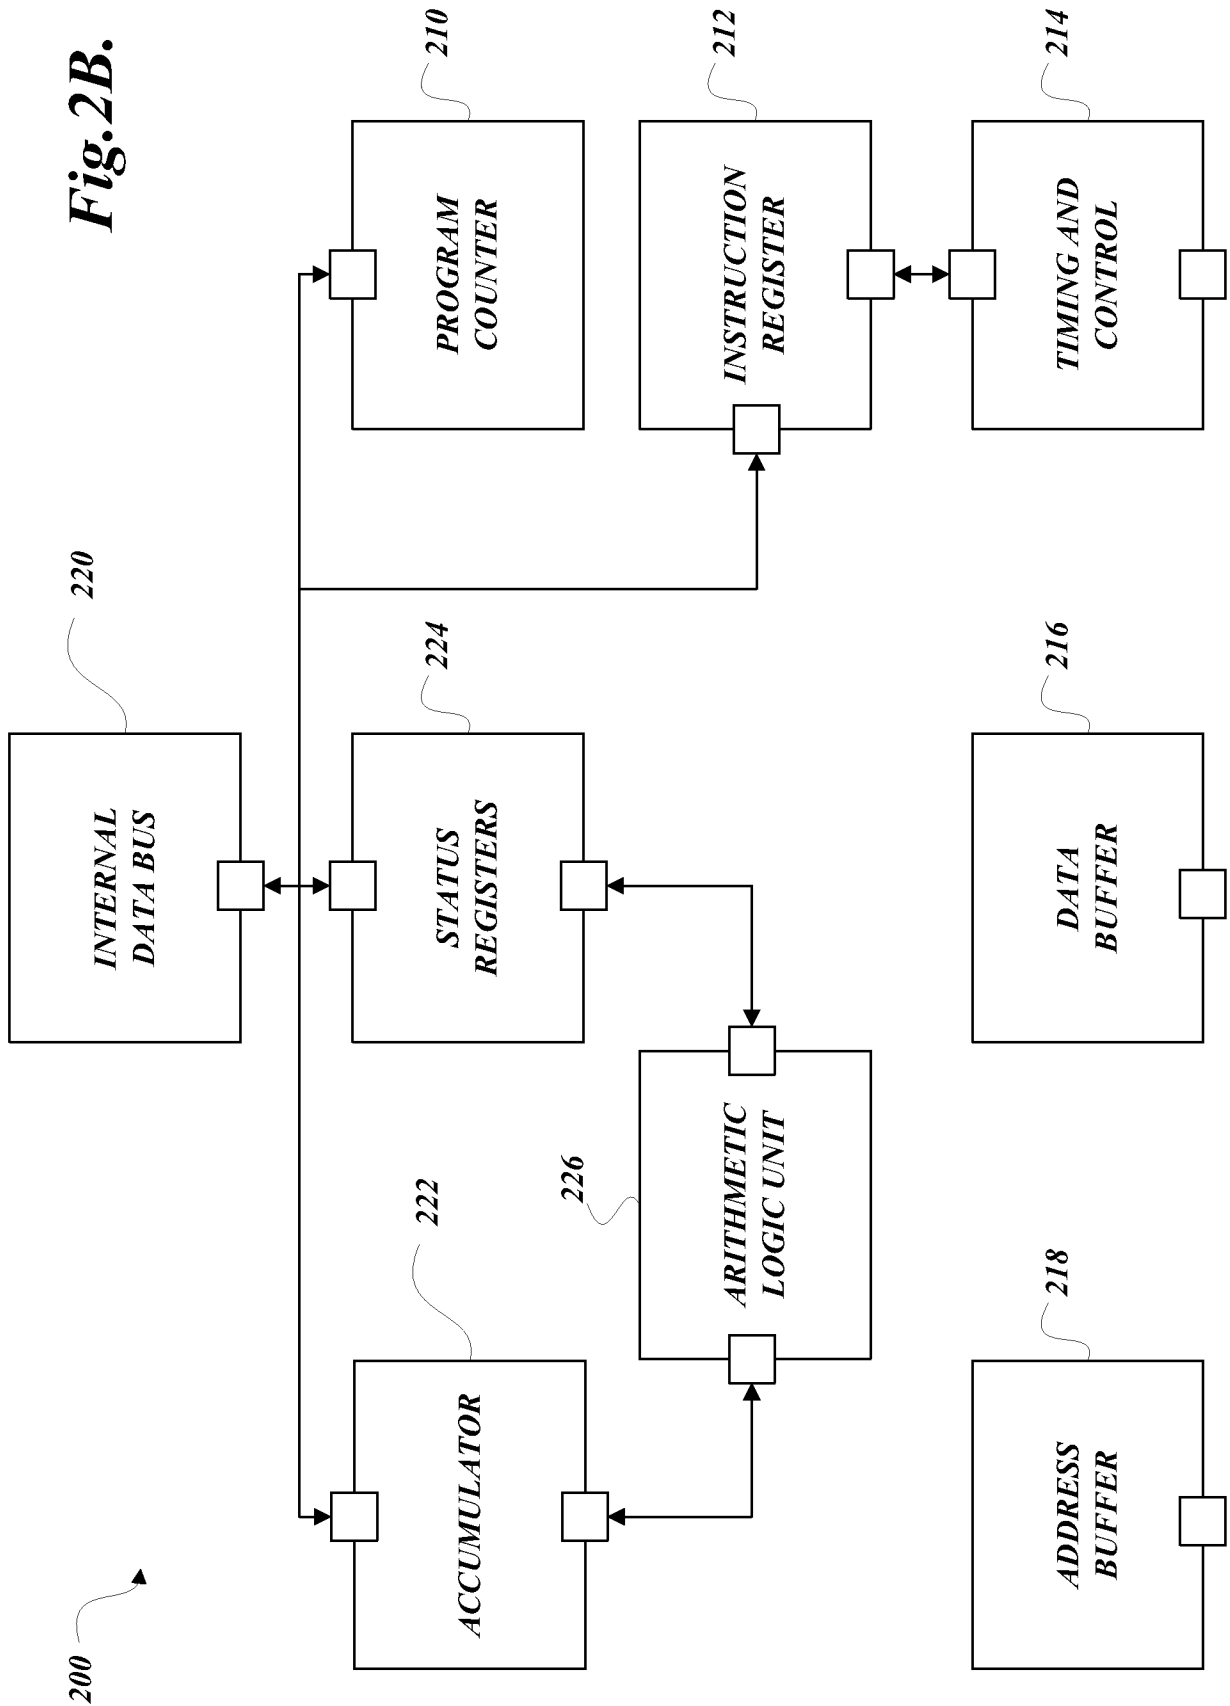 Fig.2B.
200
220
INTERNAL
DATA BUS
222
ACCUMULATOR
224
STATUS
REGISTERS
210
PROGRAM
COUNTER
226
ARITHMETIC
LOGIC UNIT
212
INSTRUCTION
REGISTER
218
ADDRESS
BUFFER
216
DATA
BUFFER
214
TIMING AND
CONTROL